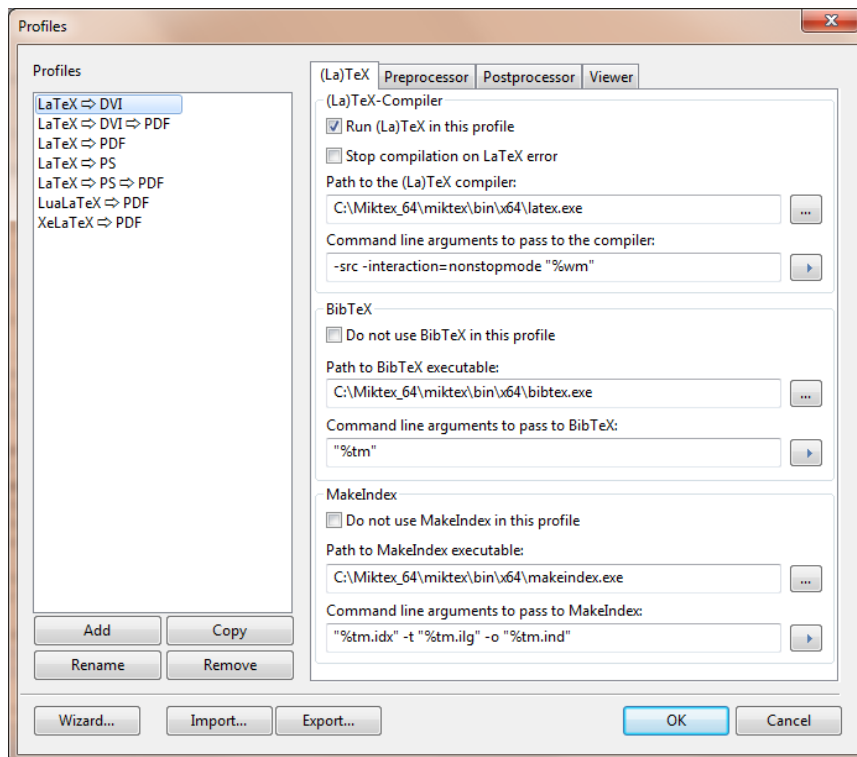 Profiles
Profiles
LaTeX ⇨ DVI
LaTeX ⇨ DVI ⇨ PDF
LaTeX ⇨ PDF
LaTeX ⇨ PS
LaTeX ⇨ PS ⇨ PDF
LuaLaTeX ⇨ PDF
XeLaTeX ⇨ PDF
Add Copy
Rename Remove
(La)TeX Preprocessor Postprocessor Viewer
(La)TeX-Compiler
Run (La)TeX in this profile
Stop compilation on LaTeX error
Path to the (La)TeX compiler:
C:\Miktex_64\miktex\bin\x64\latex.exe ...
Command line arguments to pass to the compiler:
-src -interaction=nonstopmode "%wm"
BibTeX
Do not use BibTeX in this profile
Path to BibTeX executable:
C:\Miktex_64\miktex\bin\x64\bibtex.exe ...
Command line arguments to pass to BibTeX:
"%tm"
MakeIndex
Do not use MakeIndex in this profile
Path to MakeIndex executable:
C:\Miktex_64\miktex\bin\x64\makeindex.exe ...
Command line arguments to pass to MakeIndex:
"%tm.idx" -t "%tm.ilg" -o "%tm.ind"
Wizard... Import... Export... OK Cancel